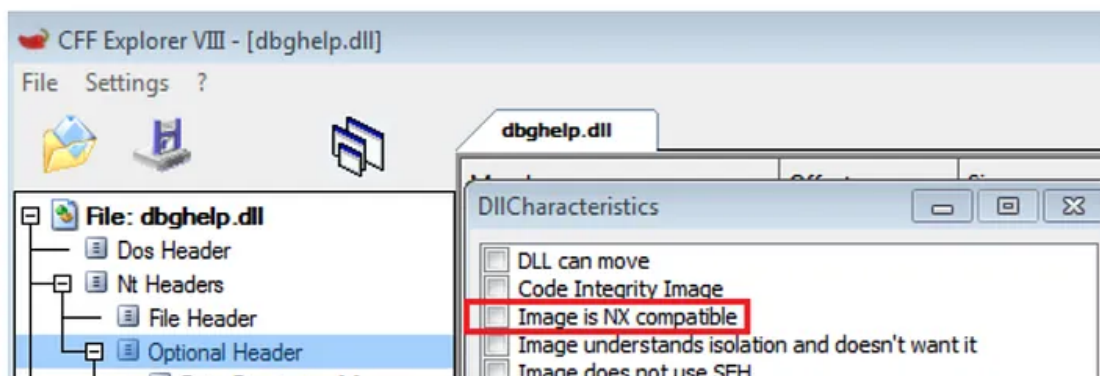 CFF Explorer VIII - [dbghelp.dll]
File Settings ?
dbghelp.dll
File: dbghelp.dll
Dos Header
Nt Headers
File Header
Optional Header
DllCharacteristics
DLL can move
Code Integrity Image
Image is NX compatible
Image understands isolation and doesn't want it
Image does not use SEH